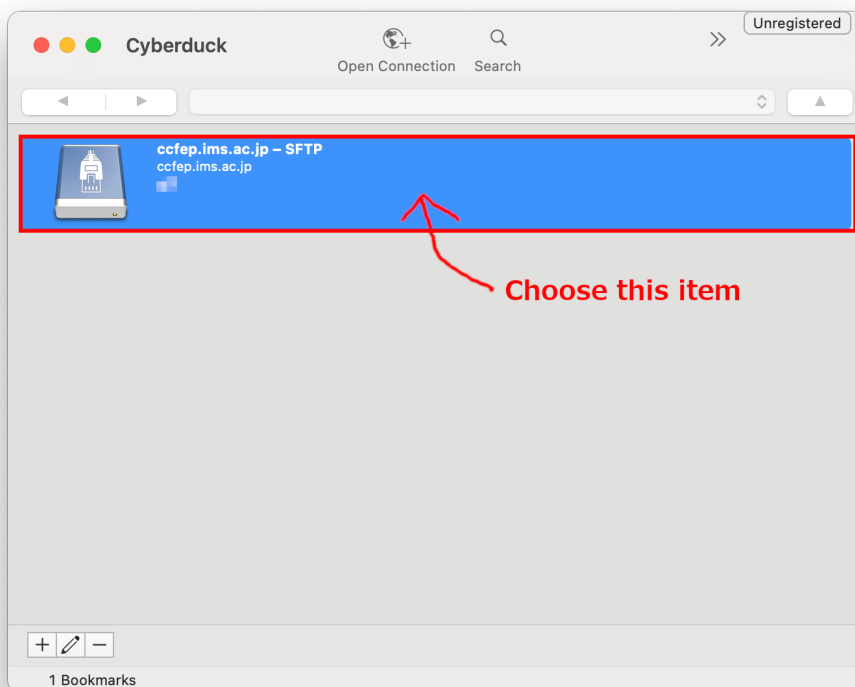 Unregistered
Cyberduck
Open Connection
Search
ccfep.ims.ac.jp – SFTP
ccfep.ims.ac.jp
Choose this item
1 Bookmarks